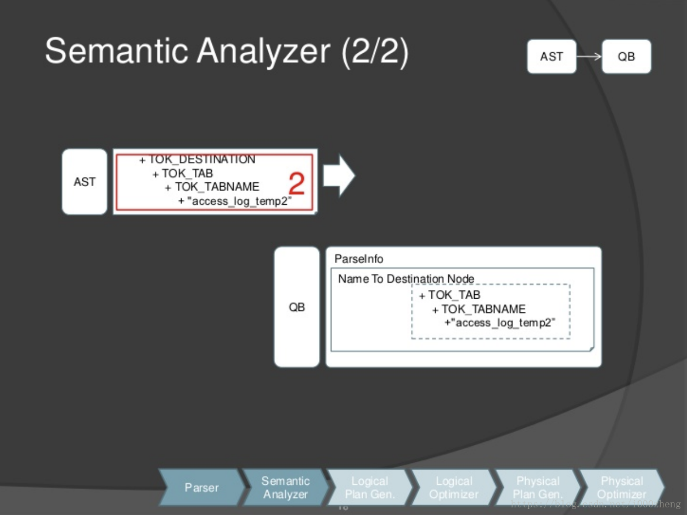 Semantic Analyzer (2/2)
AST
QB
AST
+ TOK_DESTINATION
+ TOK_TAB
+ TOK_TABNAME
+ "access_log_temp2"
2
QB
ParseInfo
Name To Destination Node
+ TOK_TAB
+ TOK_TABNAME
+"access_log_temp2"
Parser
Semantic
Analyzer
Logical
Plan Gen.
Logical
Optimizer
Physical
Plan Gen.
Physical
Optimizer